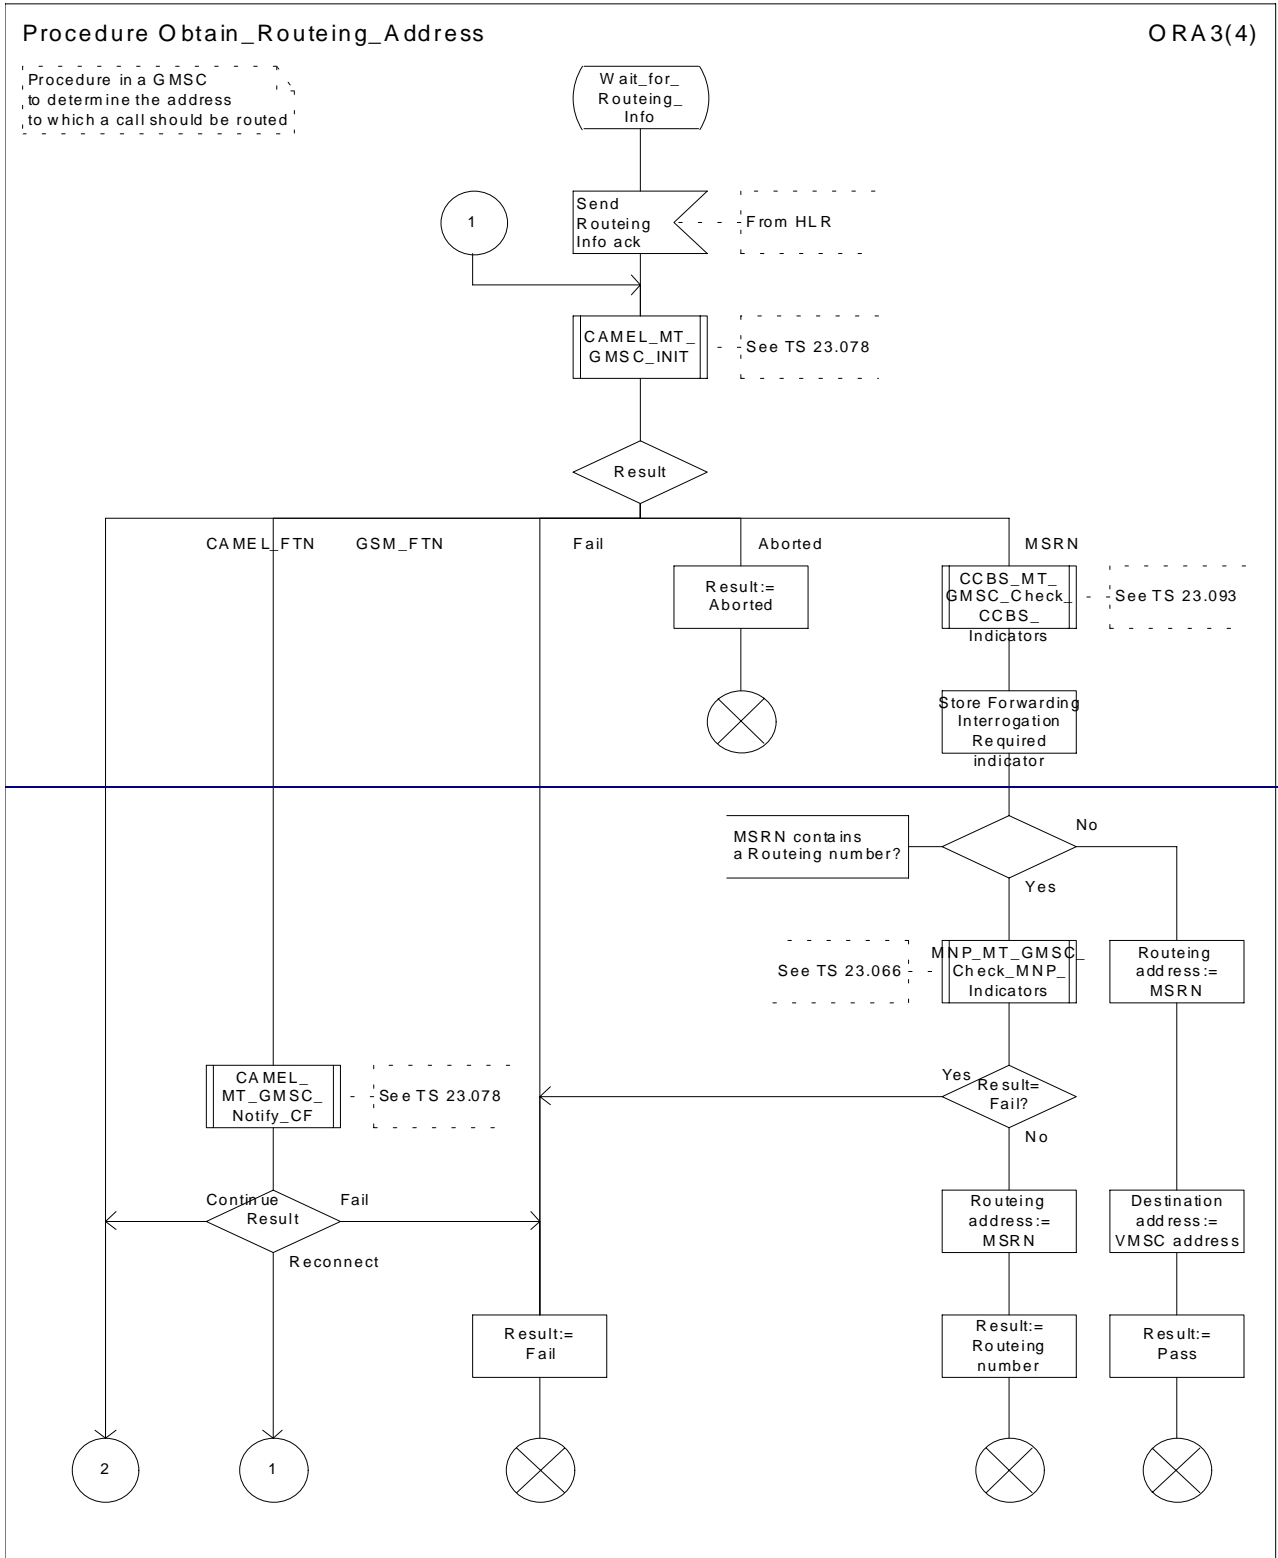 Procedure Obtain_Routeing_Address
ORA3(4)
Procedure in a GMSC
to determine the address
to which a call should be routed
Wait_for_
Routeing_
Info
1
Send
Routeing
Info ack
From HLR
CAMEL_MT_
GMSC_INIT
See TS 23.078
Result
CAMEL_FTN
GSM_FTN
Fail
Aborted
MSRN
Result:=
Aborted
CCBS_MT_
GMSC_Check_
CCBS_
Indicators
See TS 23.093
Store Forwarding
Interrogation
Required
indicator
MSRN contains
a Routeing number?
No
Yes
See TS 23.066
MNP_MT_GMSC_
Check_MNP_
Indicators
Routeing
address:=
MSRN
CAMEL_
MT_GMSC_
Notify_CF
See TS 23.078
Yes
Result=
Fail?
No
Continue
Result
Fail
Reconnect
Routeing
address:=
MSRN
Destination
address:=
VMSC address
Result:=
Fail
Result:=
Routeing
number
Result:=
Pass
2
1